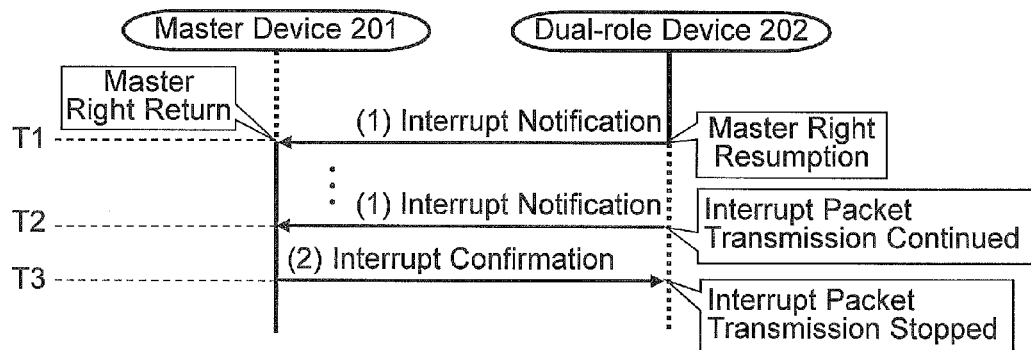 Master Device 201
Dual-role Device 202
Master
Right Return
T1
(1) Interrupt Notification
Master Right
Resumption
T2
(1) Interrupt Notification
Interrupt Packet
Transmission Continued
T3
(2) Interrupt Confirmation
Interrupt Packet
Transmission Stopped